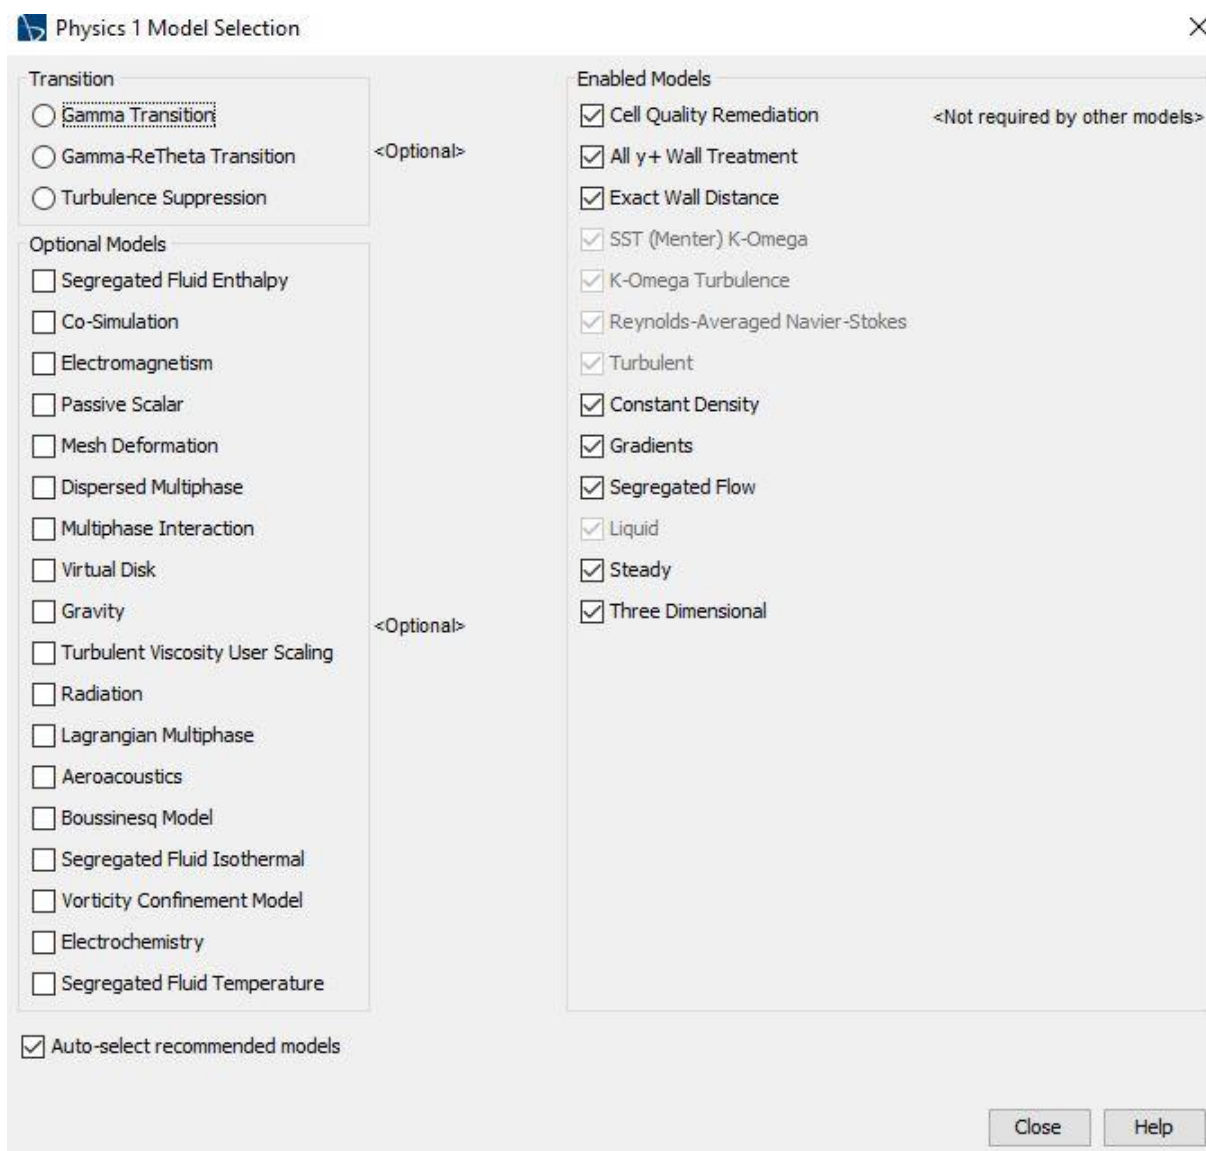 Physics 1 Model Selection
Transition
Gamma Transition
Gamma-ReTheta Transition
<Optional>
Turbulence Suppression
Optional Models
Segregated Fluid Enthalpy
Co-Simulation
Electromagnetism
Passive Scalar
Mesh Deformation
Dispersed Multiphase
Multiphase Interaction
Virtual Disk
Gravity
<Optional>
Turbulent Viscosity User Scaling
Radiation
Lagrangian Multiphase
Aeroacoustics
Boussinesq Model
Segregated Fluid Isothermal
Vorticity Confinement Model
Electrochemistry
Segregated Fluid Temperature
Enabled Models
Cell Quality Remediation <Not required by other models>
All y+ Wall Treatment
Exact Wall Distance
SST (Menter) K-Omega
K-Omega Turbulence
Reynolds-Averaged Navier-Stokes
Turbulent
Constant Density
Gradients
Segregated Flow
Liquid
Steady
Three Dimensional
Auto-select recommended models
Close Help